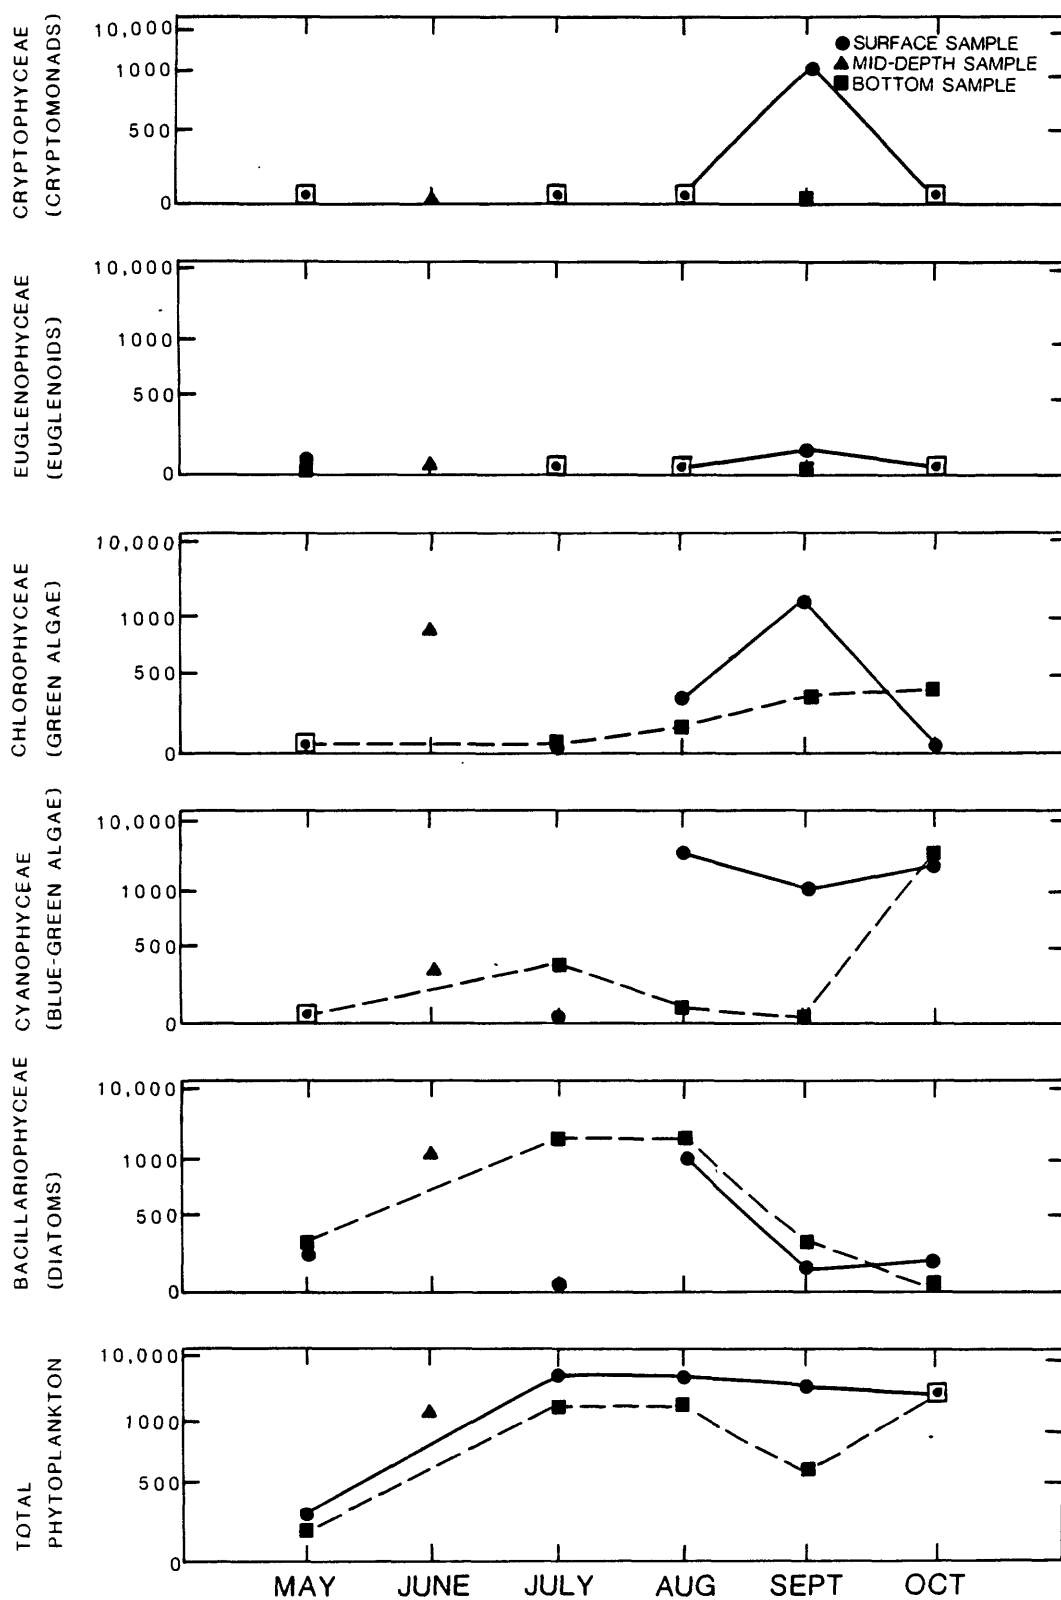 CRYPTOPHYCEAE
(CRYPTOMONADS)
10,000
1000
500
0
SURFACE SAMPLE
MID-DEPTH SAMPLE
BOTTOM SAMPLE
EUGLENOPHYCEAE
(EUGLENOIDS)
10,000
1000
500
0
CHLOROPHYCEAE
(GREEN ALGAE)
10,000
1000
500
0
CYANOPHYCEAE
(BLUE-GREEN ALGAE)
10,000
1000
500
0
BACILLARIOPHYCEAE
(DIATOMS)
10,000
1000
500
0
TOTAL
PHYTOPLANKTON
10,000
1000
500
0
MAY JUNE JULY AUG SEPT OCT